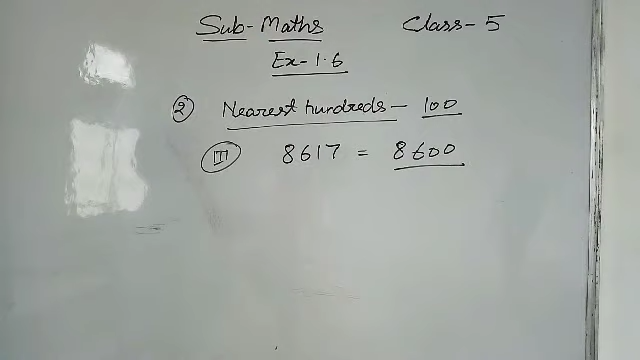 Sub- Maths Class- 5
Ex- 1.6
② Nearest hundreds - 100
III 8617 = 8600